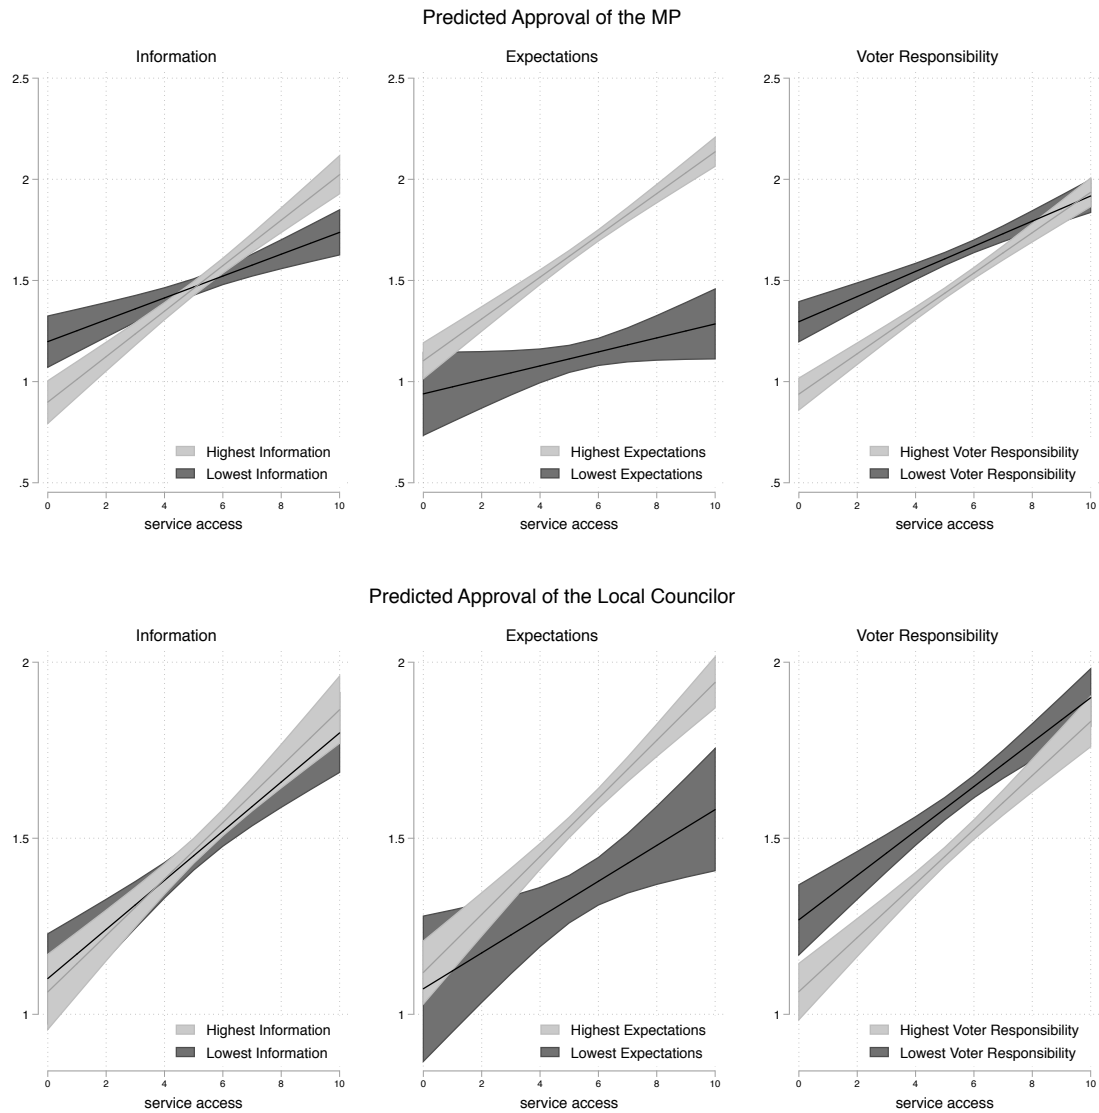 Predicted Approval of the MP
Information
2.5
2
1.5
1
.5
Highest Information
Lowest Information
0 2 4 6 8 10
service access
Expectations
2.5
2
1.5
1
.5
Highest Expectations
Lowest Expectations
0 2 4 6 8 10
service access
Voter Responsibility
2.5
2
1.5
1
.5
Highest Voter Responsibility
Lowest Voter Responsibility
0 2 4 6 8 10
service access
Predicted Approval of the Local Councilor
Information
2
1.5
1
Highest Information
Lowest Information
0 2 4 6 8 10
service access
Expectations
2
1.5
1
Highest Expectations
Lowest Expectations
0 2 4 6 8 10
service access
Voter Responsibility
2
1.5
1
Highest Voter Responsibility
Lowest Voter Responsibility
0 2 4 6 8 10
service access